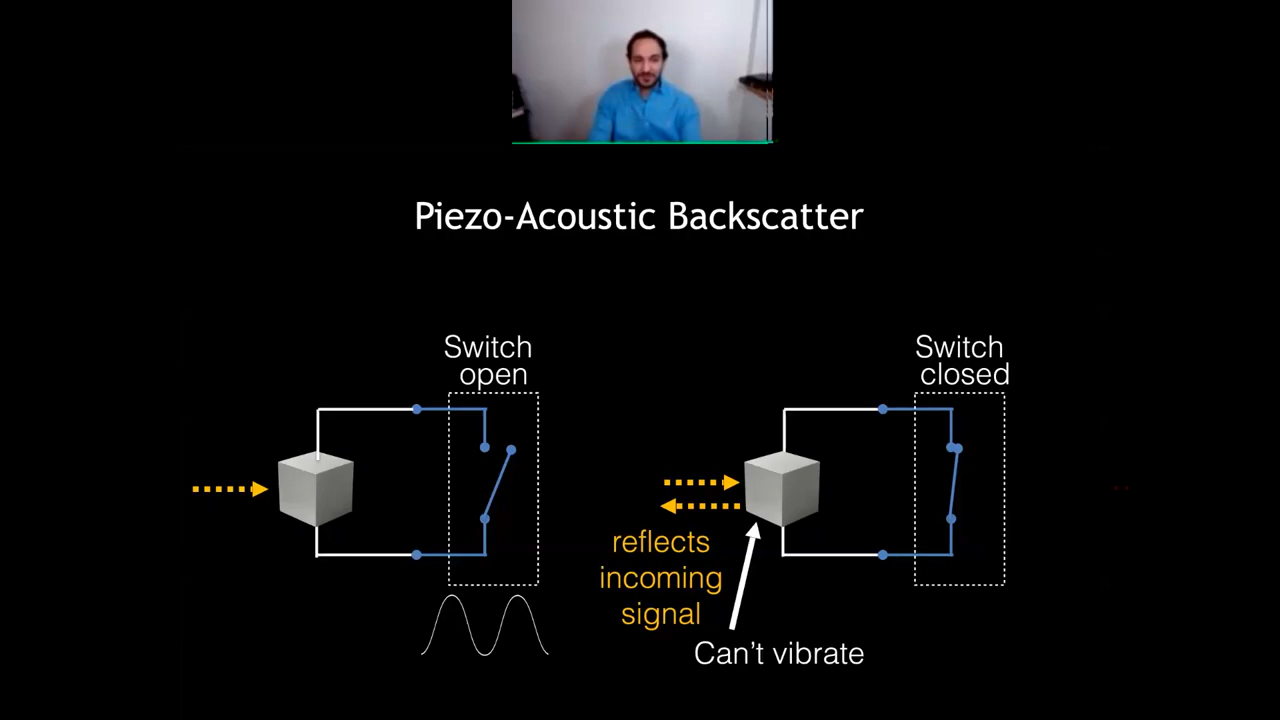 Piezo-Acoustic Backscatter
Switch
open
Switch
closed
reflects
incoming
signal
Can't vibrate